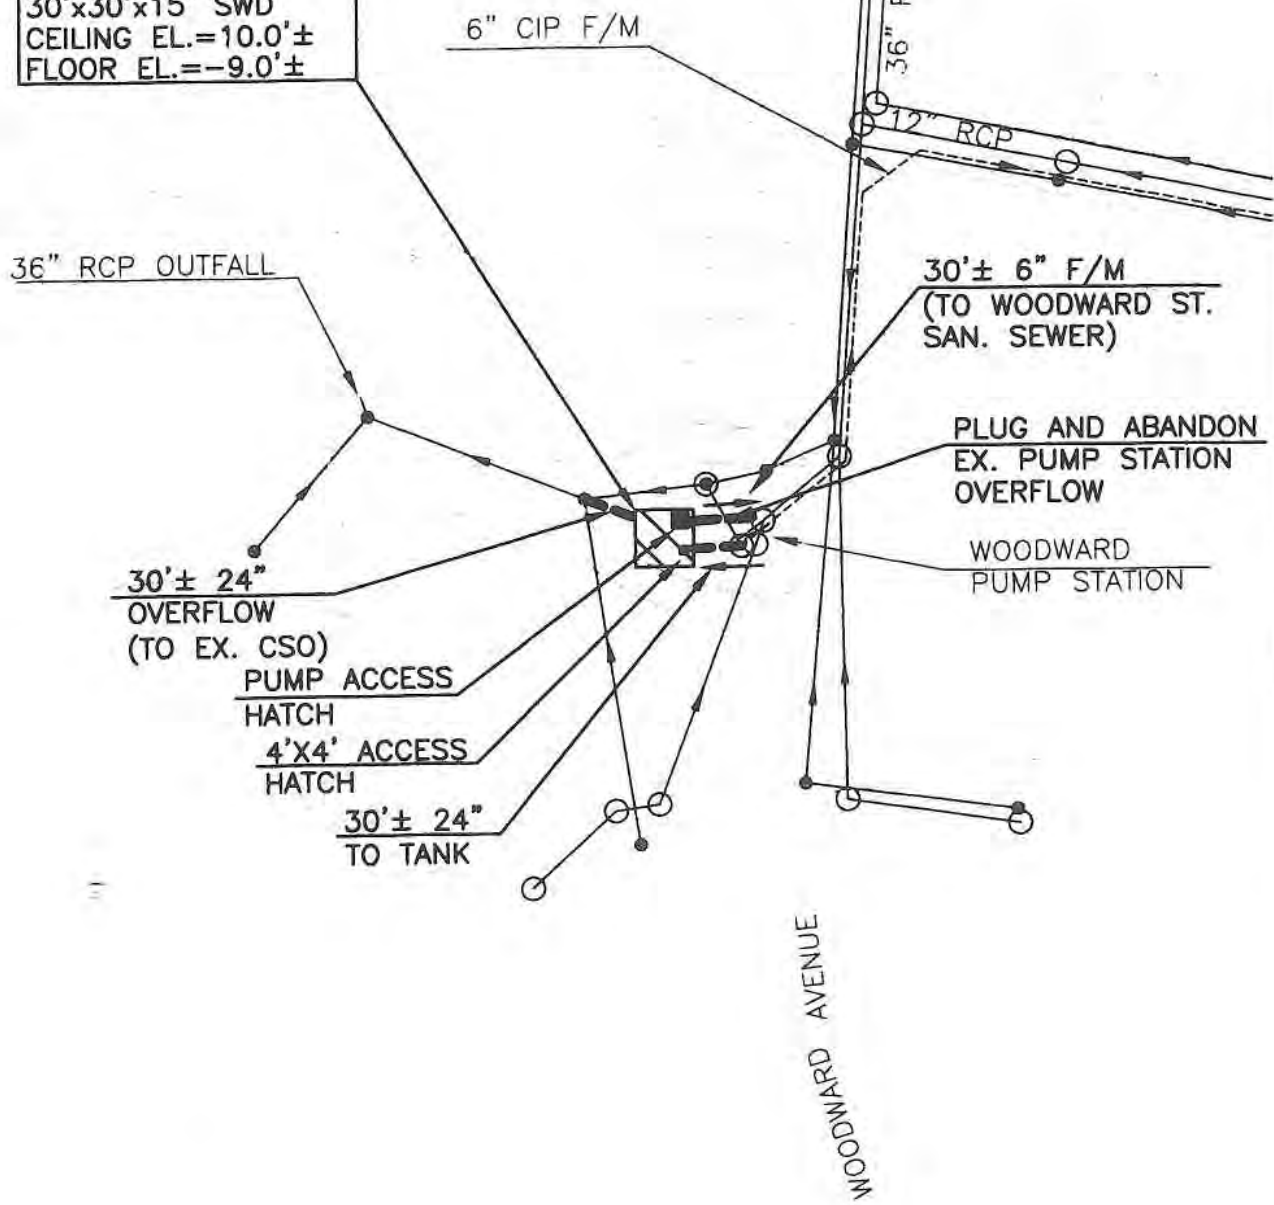 30'x30'x15' SWD
CEILING EL.=10.0'±
FLOOR EL.=-9.0'±
6" CIP F/M
36"
12" RCP
36" RCP OUTFALL
30'± 6" F/M
(TO WOODWARD ST.
SAN. SEWER)
PLUG AND ABANDON
EX. PUMP STATION
OVERFLOW
WOODWARD
PUMP STATION
30'± 24"
OVERFLOW
(TO EX. CSO)
PUMP ACCESS
HATCH
4'X4' ACCESS
HATCH
30'± 24"
TO TANK
WOODWARD AVENUE